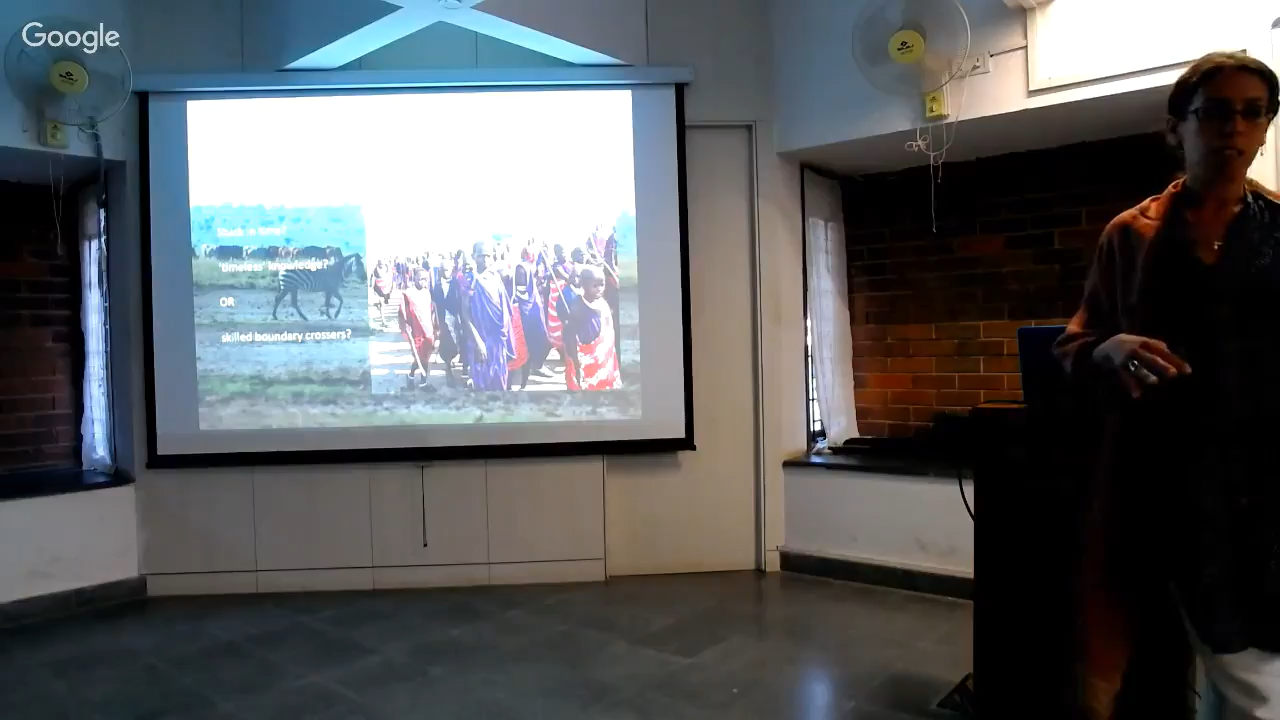 Google
Stuck in time?
'timeless' knowledge?
OR
skilled boundary crossers?